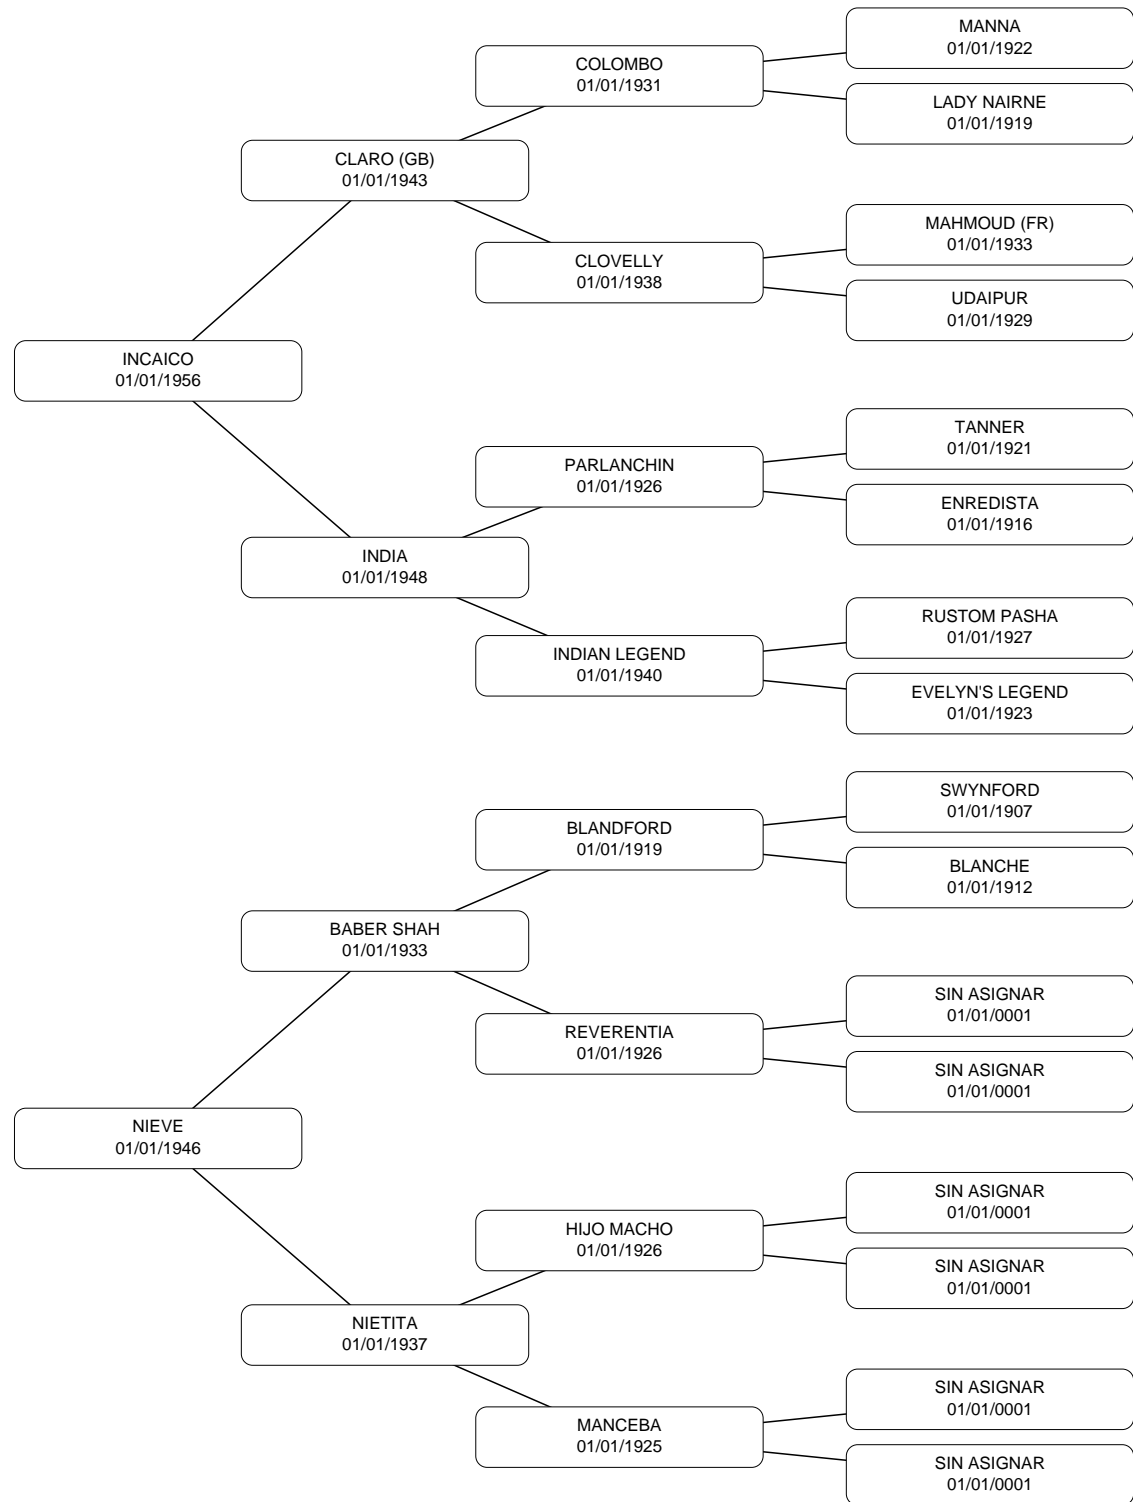 MANNA
01/01/1922
COLOMBO
01/01/1931
LADY NAIRNE
01/01/1919
CLARO (GB)
01/01/1943
MAHMOUD (FR)
01/01/1933
CLOVELLY
01/01/1938
UDAIPUR
01/01/1929
INCAICO
01/01/1956
TANNER
01/01/1921
PARLANCHIN
01/01/1926
ENREDISTA
01/01/1916
INDIA
01/01/1948
RUSTOM PASHA
01/01/1927
INDIAN LEGEND
01/01/1940
EVELYN'S LEGEND
01/01/1923
SWYNFORD
01/01/1907
BLANDFORD
01/01/1919
BLANCHE
01/01/1912
BABER SHAH
01/01/1933
SIN ASIGNAR
01/01/0001
REVERENTIA
01/01/1926
SIN ASIGNAR
01/01/0001
NIEVE
01/01/1946
SIN ASIGNAR
01/01/0001
HIJO MACHO
01/01/1926
SIN ASIGNAR
01/01/0001
NIETITA
01/01/1937
SIN ASIGNAR
01/01/0001
MANCEBA
01/01/1925
SIN ASIGNAR
01/01/0001